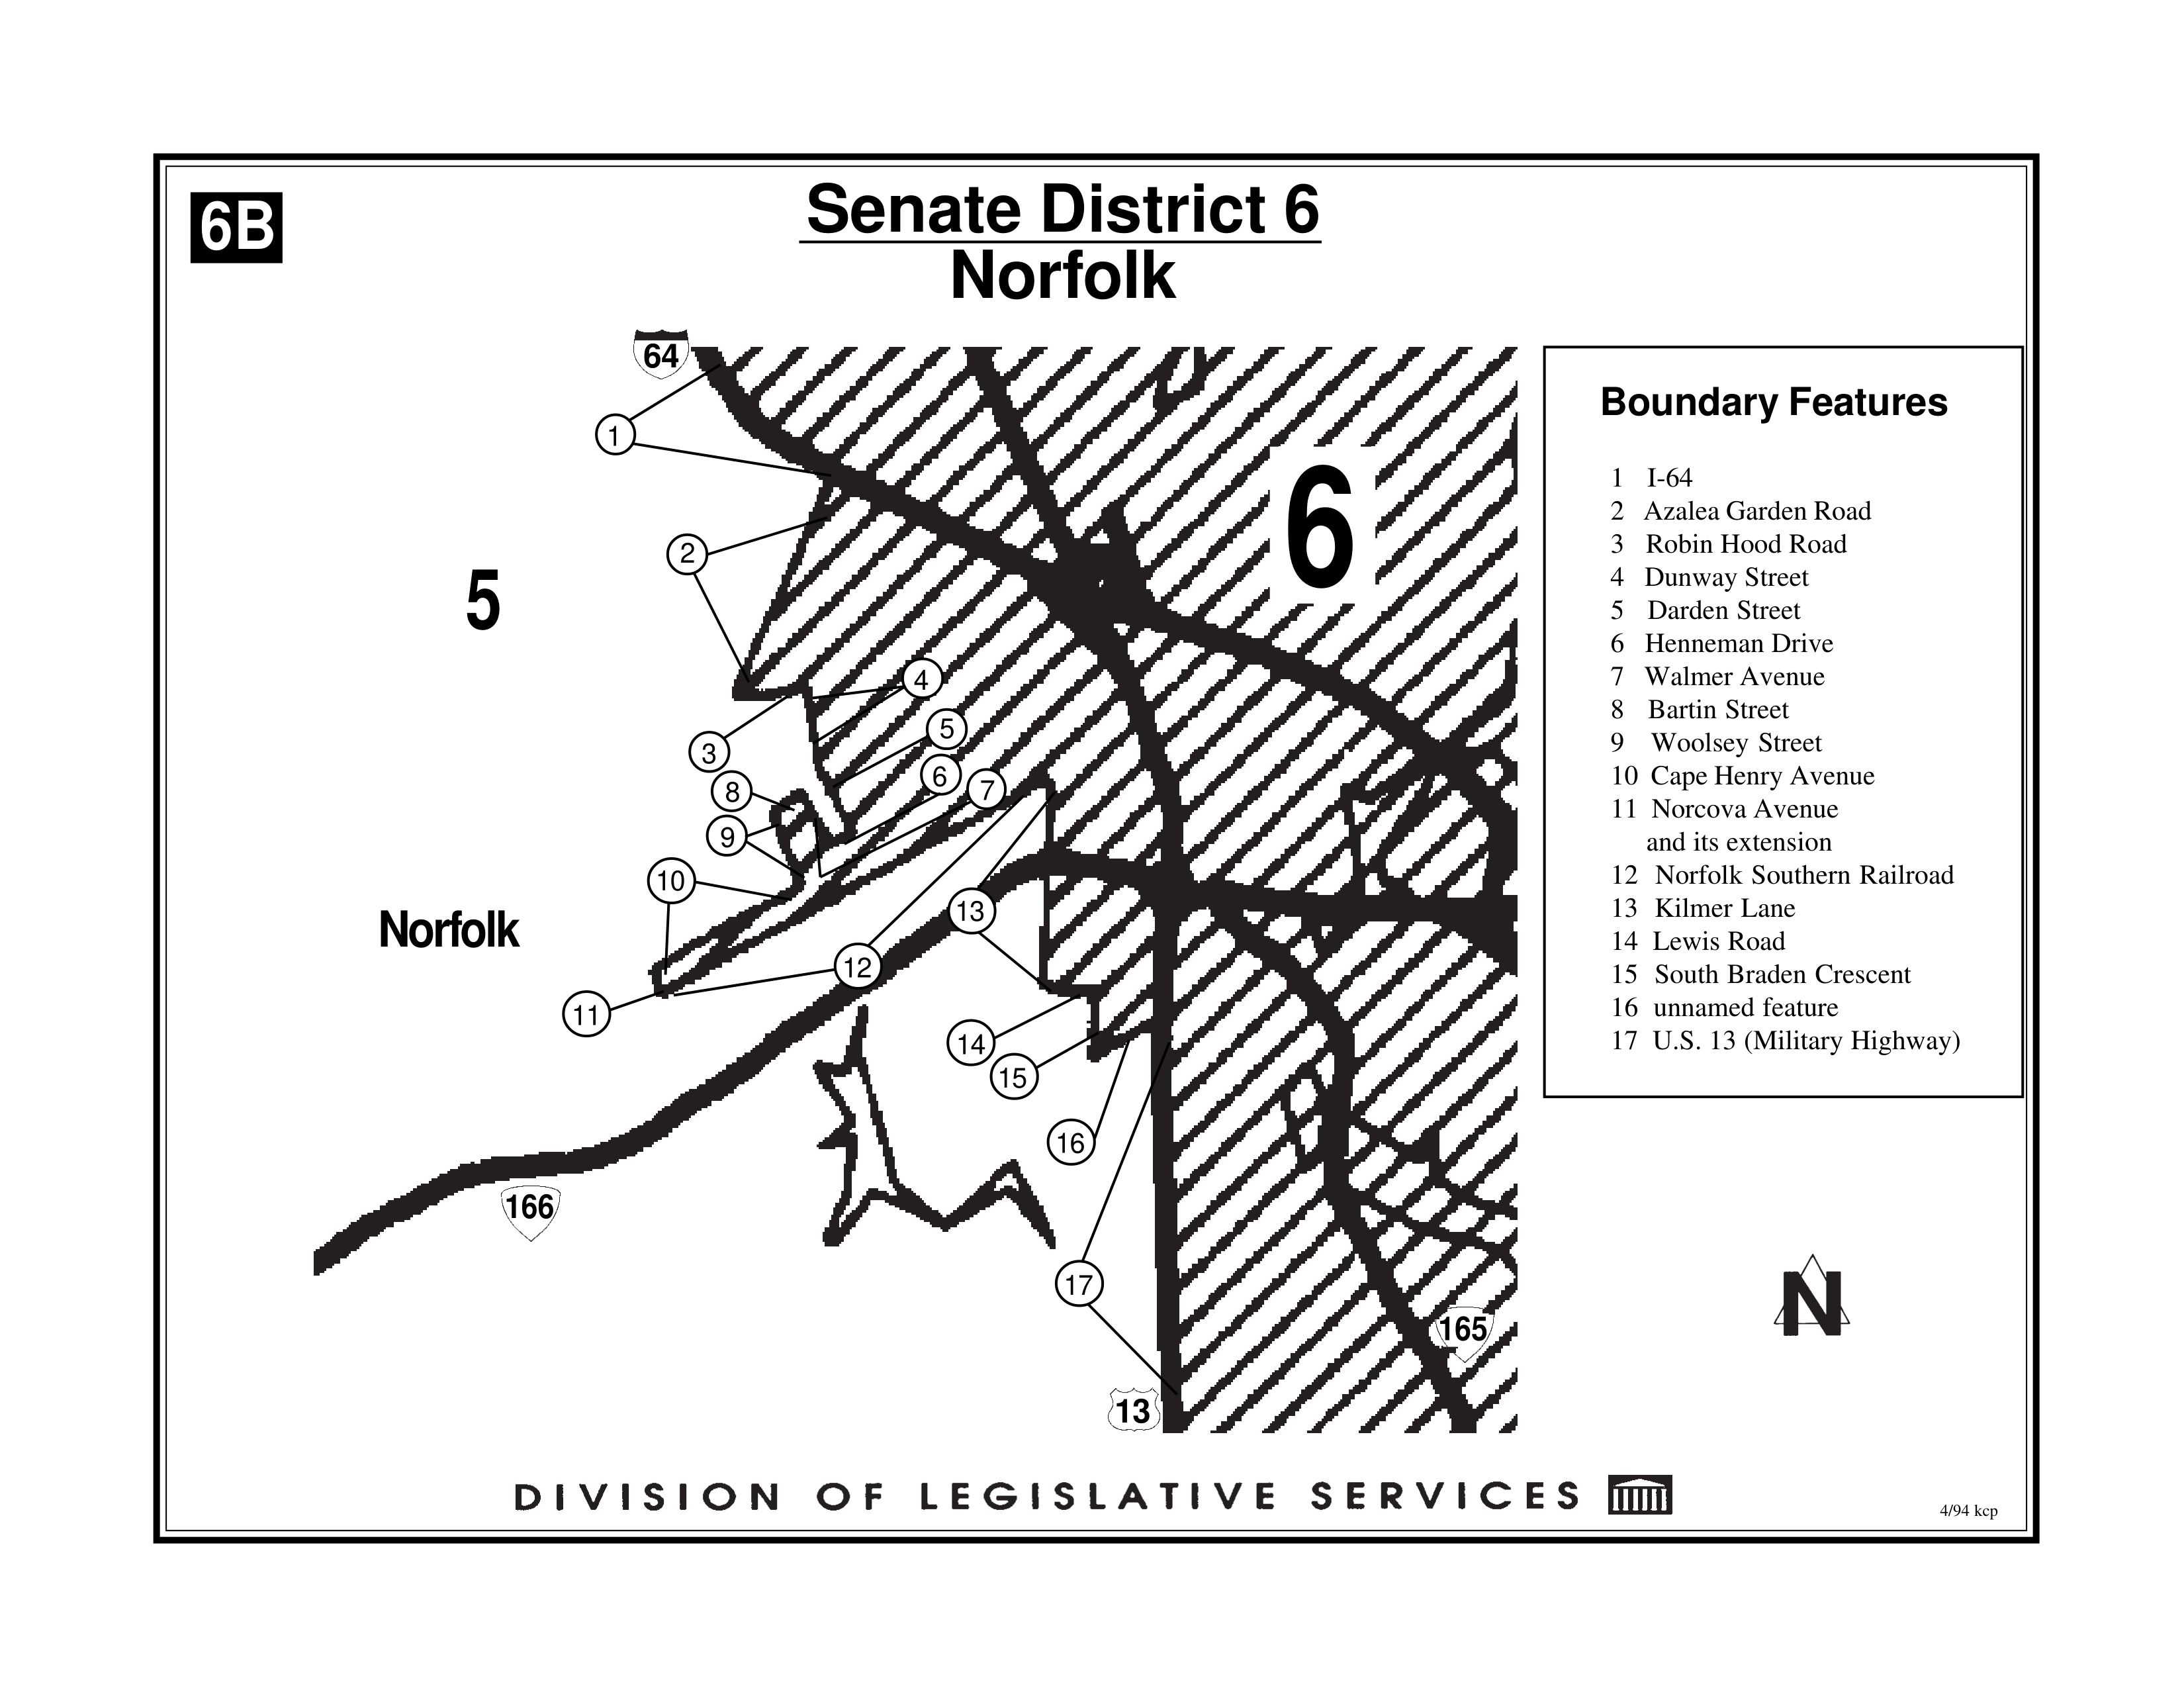 6B
Senate District 6
Norfolk
64
1
6
2
5
4
3
5
6
7
8
9
10
Norfolk
13
12
11
14
15
16
166
17
165
13
Boundary Features
1 I-64
2 Azalea Garden Road
3 Robin Hood Road
4 Dunway Street
5 Darden Street
6 Henneman Drive
7 Walmer Avenue
8 Bartin Street
9 Woolsey Street
10 Cape Henry Avenue
11 Norcova Avenue
and its extension
12 Norfolk Southern Railroad
13 Kilmer Lane
14 Lewis Road
15 South Braden Crescent
16 unnamed feature
17 U.S. 13 (Military Highway)
N
DIVISION OF LEGISLATIVE SERVICES
4/94 kcp